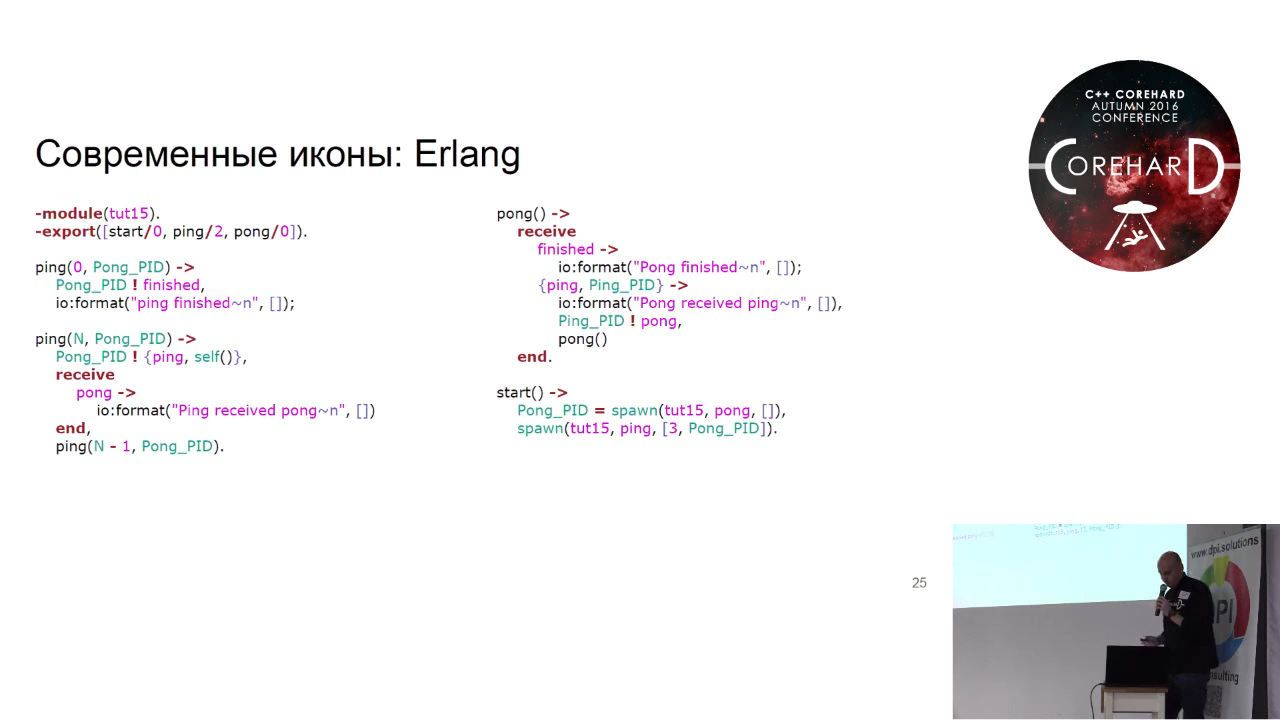 Современные иконы: Erlang
-module(tut15).
-export([start/0, ping/2, pong/0]).
ping(0, Pong_PID) ->
Pong_PID ! finished,
io:format("ping finished~n", []);
ping(N, Pong_PID) ->
Pong_PID ! {ping, self()},
receive
pong ->
io:format("Ping received pong~n", [])
end,
ping(N - 1, Pong_PID).
pong() ->
receive
finished ->
io:format("Pong finished~n", []);
{ping, Ping_PID} ->
io:format("Pong received ping~n", []),
Ping_PID ! pong,
pong()
end.
start() ->
Pong_PID = spawn(tut15, pong, []),
spawn(tut15, ping, [3, Pong_PID]).
C++ COREHARD
AUTUMN 2016
CONFERENCE
COREHARD
25
www.dpi.solutions